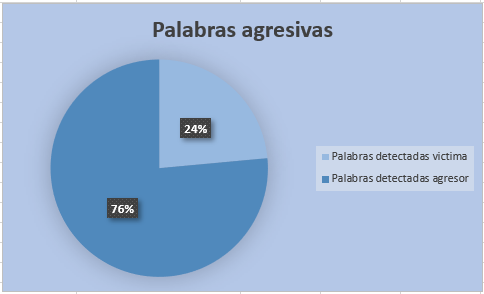 Palabras agresivas
24%
76%
Palabras detectadas victima
Palabras detectadas agresor